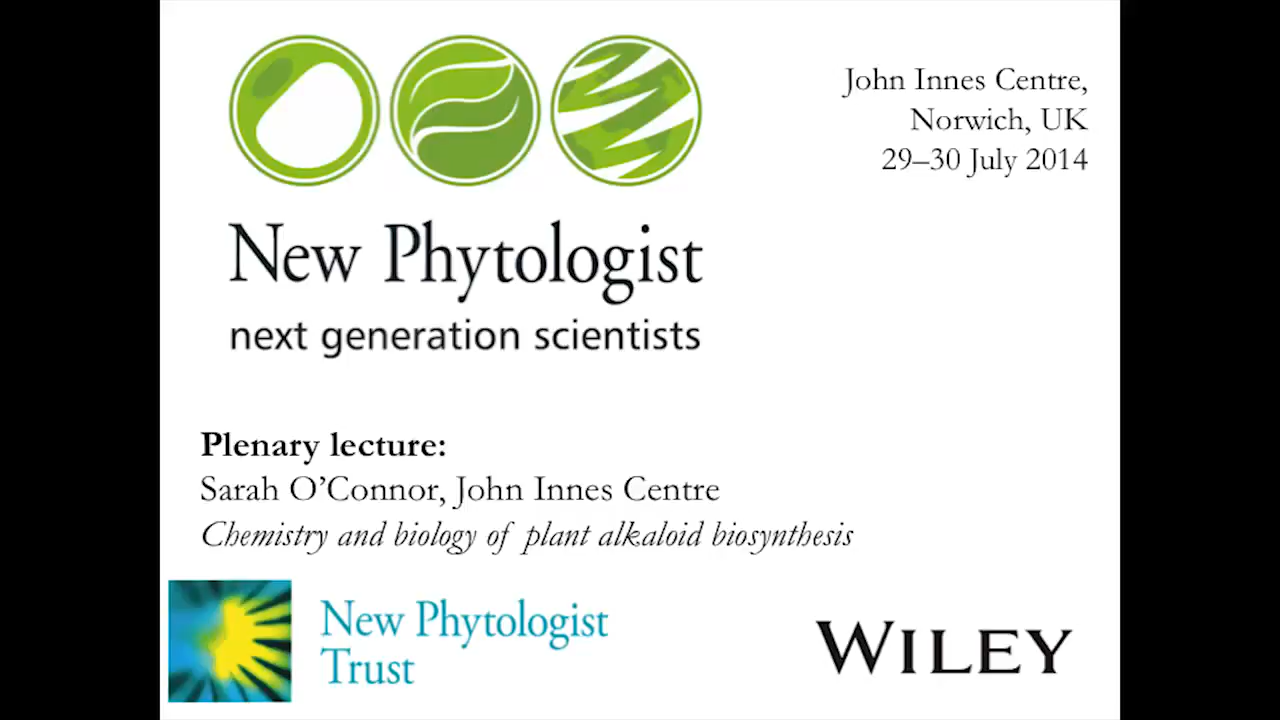 John Innes Centre,
Norwich, UK
29–30 July 2014
New Phytologist
next generation scientists
Plenary lecture:
Sarah O’Connor, John Innes Centre
Chemistry and biology of plant alkaloid biosynthesis
New Phytologist
Trust
WILEY